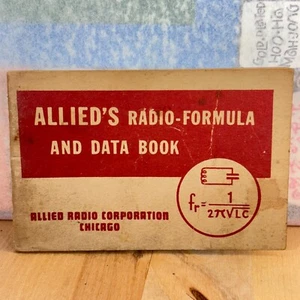 ALLIED'S RADIO-FORMULA
AND DATA BOOK
fr = 1
2π√LC
ALLIED RADIO CORPORATION
CHICAGO